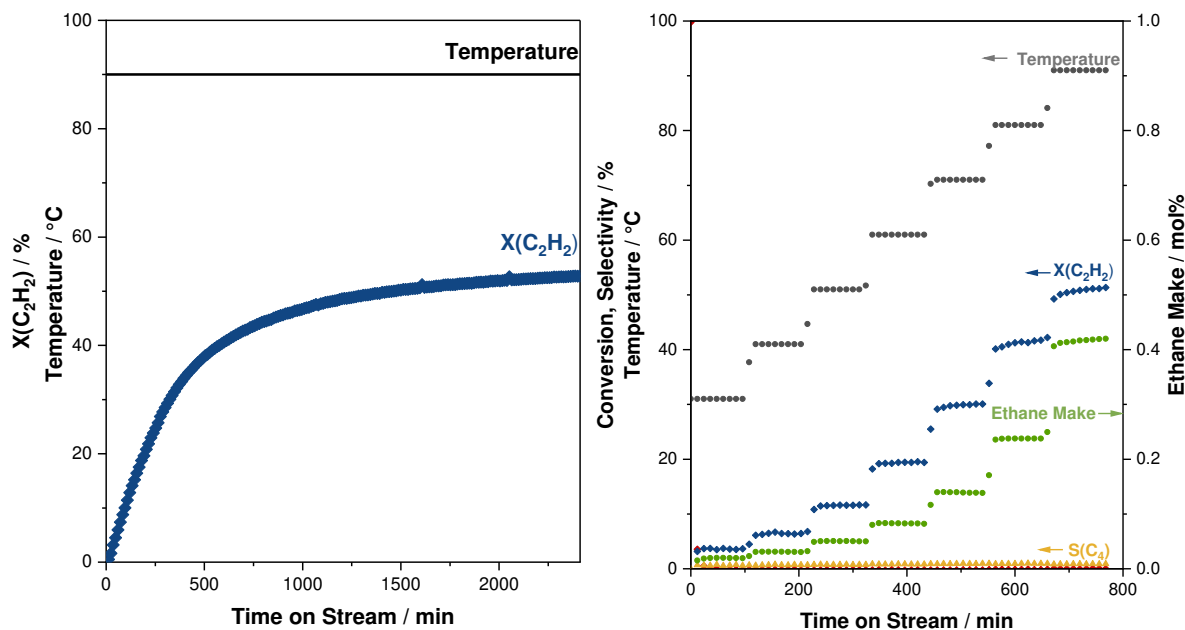 100
80
60
40
20
0
X(C₂H₂) / %
Temperature / °C
Temperature
X(C₂H₂)
0
500
1000
1500
2000
Time on Stream / min
100
80
60
40
20
0
Conversion, Selectivity / %
Temperature / °C
Temperature
X(C₂H₂)
Ethane Make
S(C₄)
1.0
0.8
0.6
0.4
0.2
0.0
Ethane Make / mol%
0
200
400
600
800
Time on Stream / min